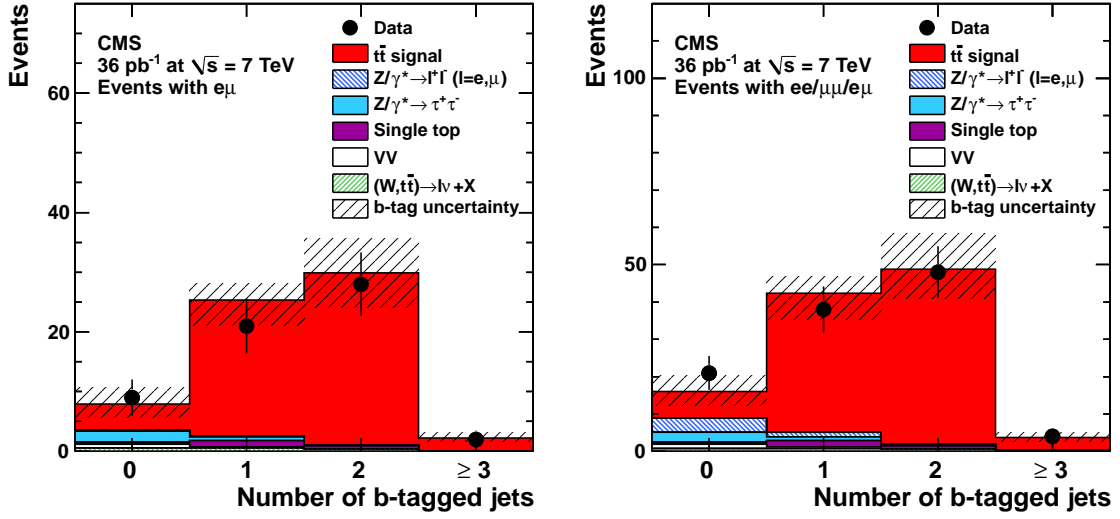 Events
60
40
20
0
CMS
36 pb⁻¹ at √s = 7 TeV
Events with eμ
Data
tt̄ signal
Z/γ*→l⁺l⁻ (l=e,μ)
Z/γ*→ τ⁺τ⁻
Single top
VV
(W,tt̄)→lν +X
b-tag uncertainty
0 1 2 ≥ 3
Number of b-tagged jets
Events
100
50
0
CMS
36 pb⁻¹ at √s = 7 TeV
Events with ee/μμ/eμ
Data
tt̄ signal
Z/γ*→l⁺l⁻ (l=e,μ)
Z/γ*→ τ⁺τ⁻
Single top
VV
(W,tt̄)→lν +X
b-tag uncertainty
0 1 2 ≥ 3
Number of b-tagged jets